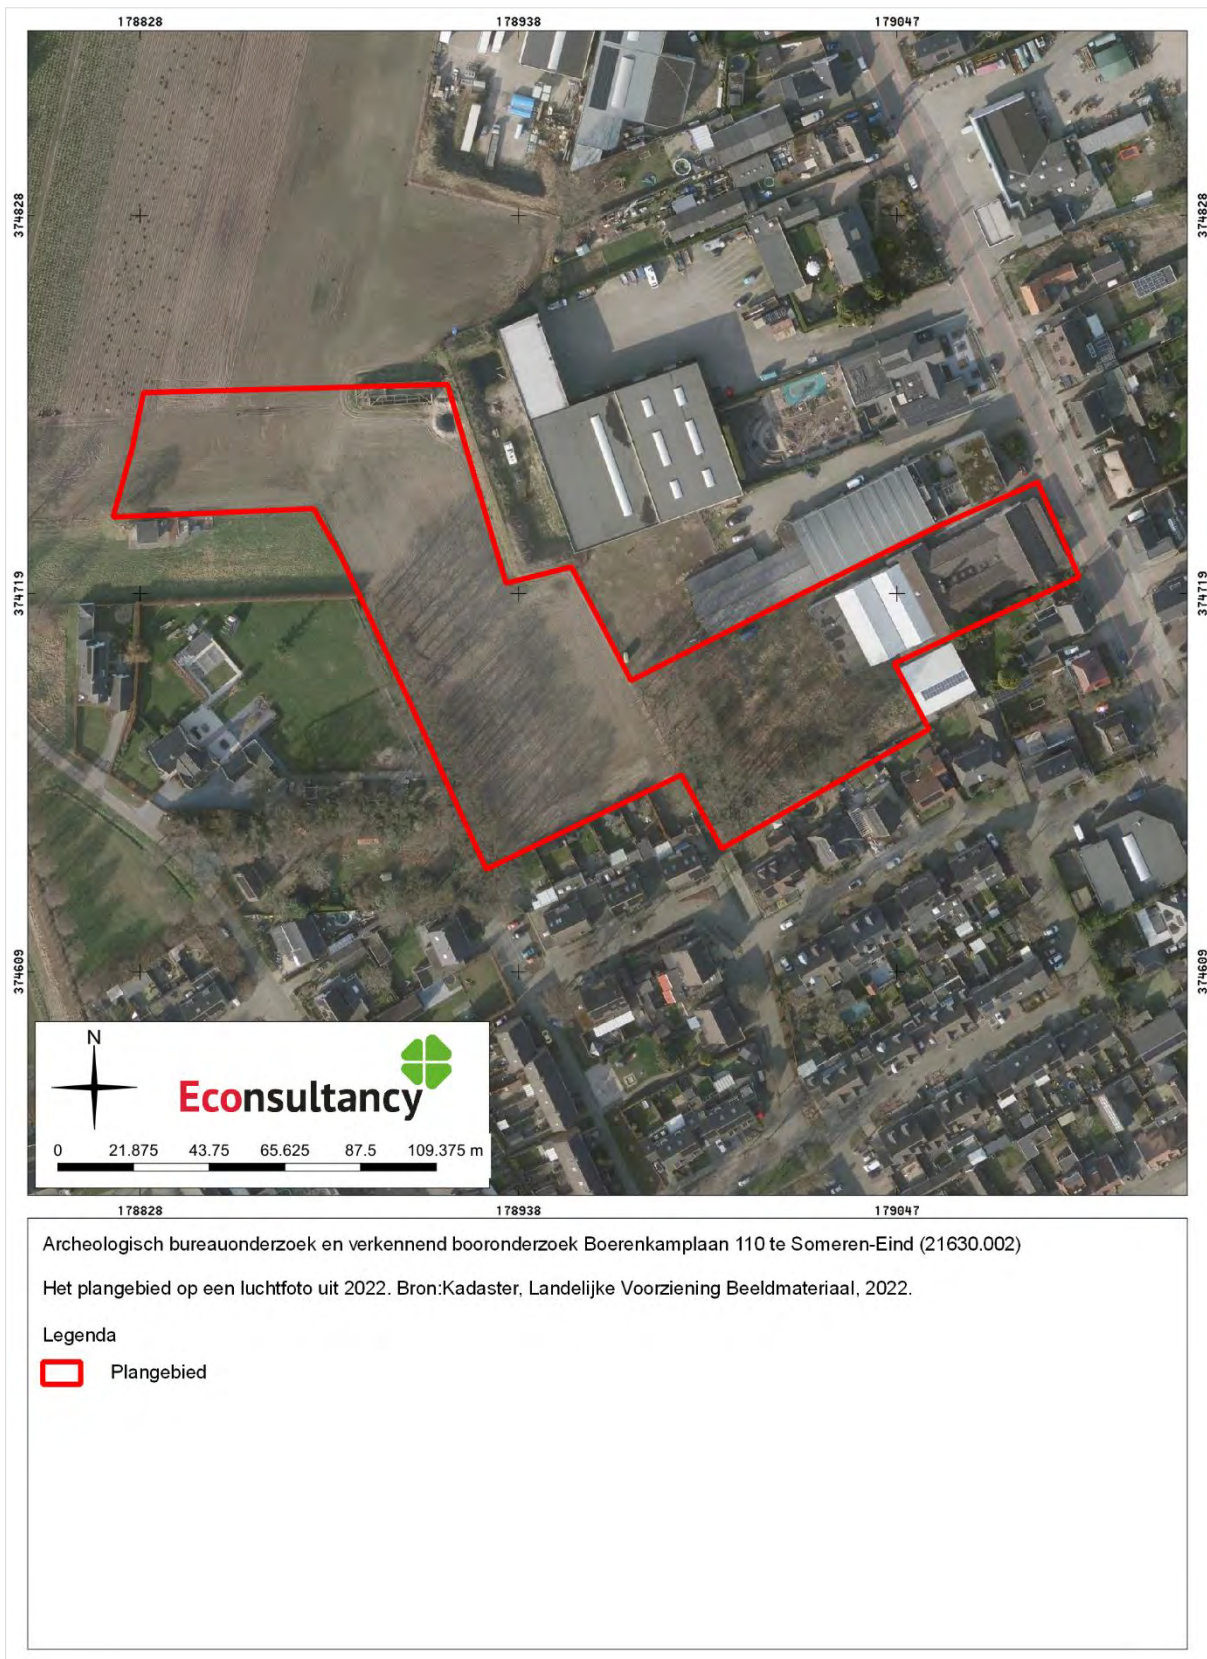 178828 178938 179047
374828 374828
374719 374719
374609 374609
N
Econsultancy
0 21.875 43.75 65.625 87.5 109.375 m
178828 178938 179047
Archeologisch bureauonderzoek en verkennend booronderzoek Boerenkamplaan 110 te Someren-Eind (21630.002)
Het plangebied op een luchtfoto uit 2022. Bron:Kadaster, Landelijke Voorziening Beeldmateriaal, 2022.
Legenda
Plangebied